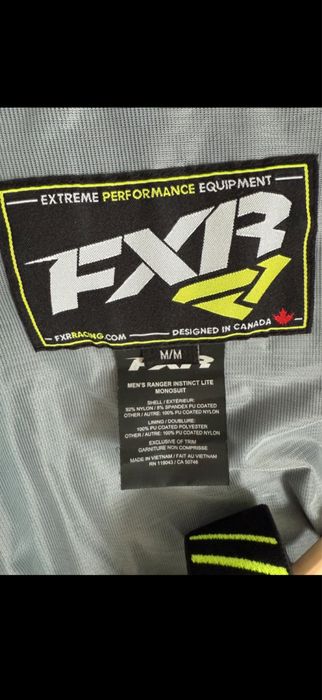 EXTREME PERFORMANCE EQUIPMENT
FXR
FXRRACING.COM
DESIGNED IN CANADA
M/M
FXR
MEN'S RANGER INSTINCT LITE
MONOSUIT
SHELL / EXTÉRIEUR:
92% NYLON / 8% SPANDEX PU COATED
OTHER / AUTRE: 100% PU COATED NYLON
LINING / DOUBLURE:
100% PU COATED POLYESTER
OTHER / AUTRE: 100% PU COATED NYLON
EXCLUSIVE OF TRIM
GARNITURE NON COMPRISE
MADE IN VIETNAM / FAIT AU VIETNAM
RN 118043 / CA 50746